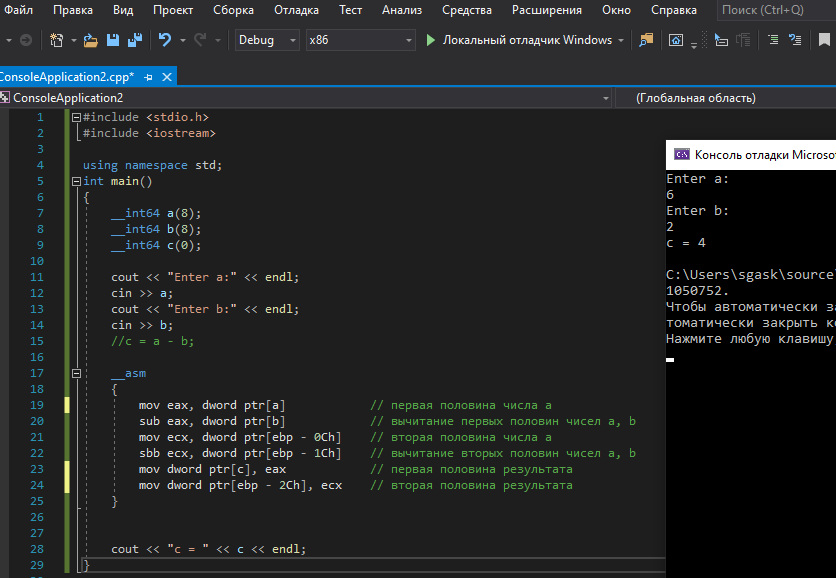 Файл Правка Вид Проект Сборка Отладка Тест Анализ Средства Расширения Окно Справка Поиск (Ctrl+Q)
Debug x86 Локальный отладчик Windows
ConsoleApplication2.cpp*
ConsoleApplication2 (Глобальная область)
1 #include <stdio.h>
2 #include <iostream>
3
4 using namespace std;
5 int main()
6 {
7 __int64 a(8);
8 __int64 b(8);
9 __int64 c(0);
10
11 cout << "Enter a:" << endl;
12 cin >> a;
13 cout << "Enter b:" << endl;
14 cin >> b;
15 //c = a - b;
16
17 __asm
18 {
19 mov eax, dword ptr[a] // первая половина числа a
20 sub eax, dword ptr[b] // вычитание первых половин чисел a, b
21 mov ecx, dword ptr[ebp - 0Ch] // вторая половина числа a
22 sbb ecx, dword ptr[ebp - 1Ch] // вычитание вторых половин чисел a, b
23 mov dword ptr[c], eax // первая половина результата
24 mov dword ptr[ebp - 2Ch], ecx // вторая половина результата
25 }
26
27
28 cout << "c = " << c << endl;
29 }
Консоль отладки Microso
Enter a:
6
Enter b:
2
c = 4
C:\Users\sgask\source\
1050752.
Чтобы автоматически за
томатически закрыть ко
Нажмите любую клавишу